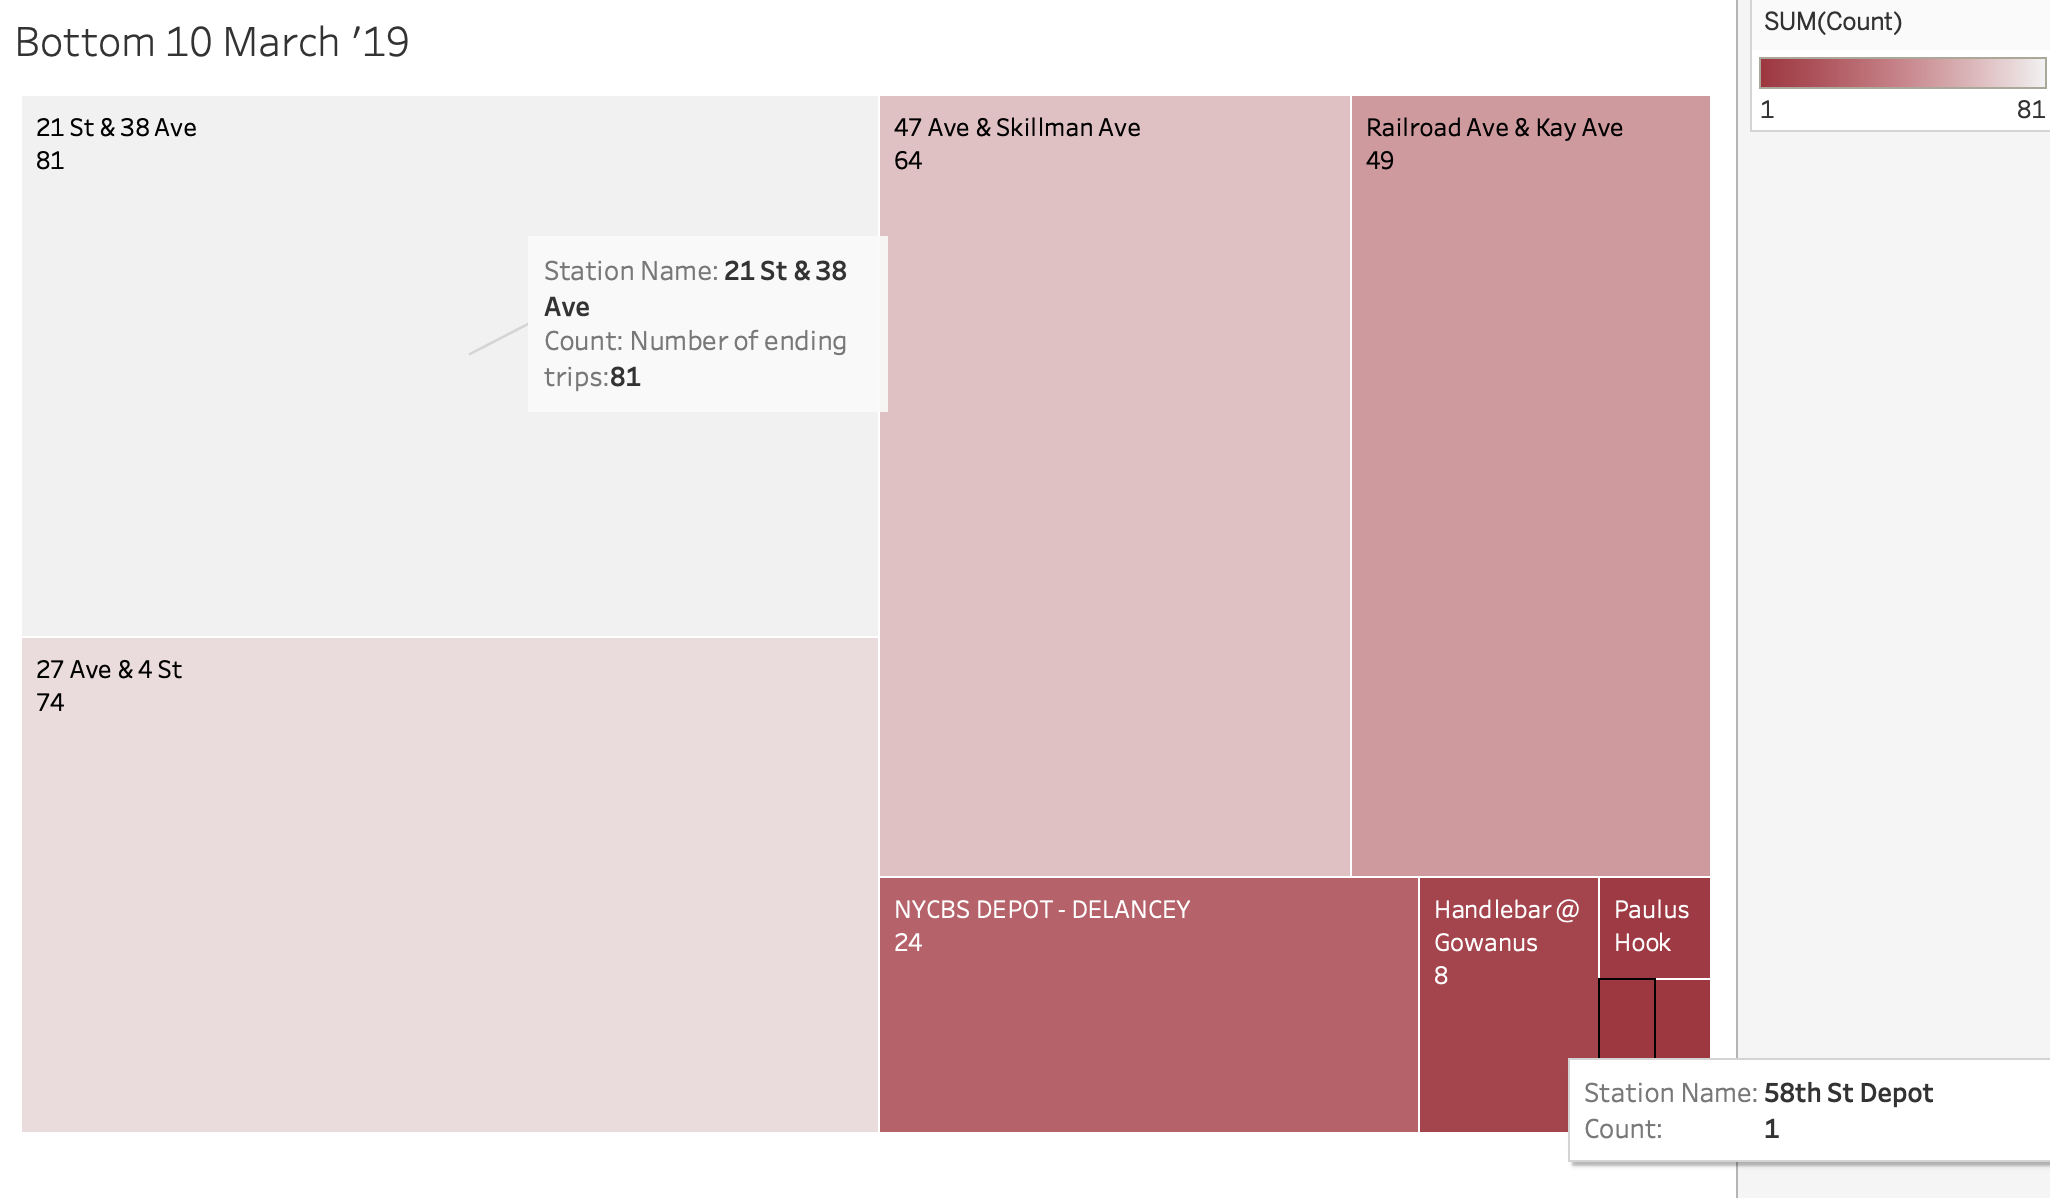 Bottom 10 March '19
SUM(Count)
1
81
21 St & 38 Ave
81
47 Ave & Skillman Ave
64
Railroad Ave & Kay Ave
49
Station Name: 21 St & 38
Ave
Count: Number of ending
trips:81
27 Ave & 4 St
74
NYCBS DEPOT - DELANCEY
24
Handlebar @
Gowanus
8
Paulus
Hook
Station Name: 58th St Depot
Count: 1